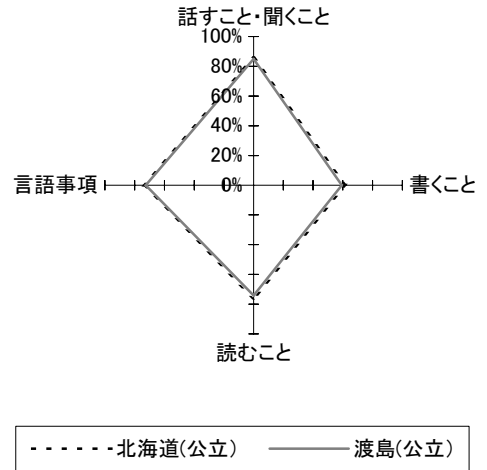 話すこと・聞くこと
100%
80%
60%
40%
20%
0%
言語事項
書くこと
読むこと
北海道(公立)
渡島(公立)